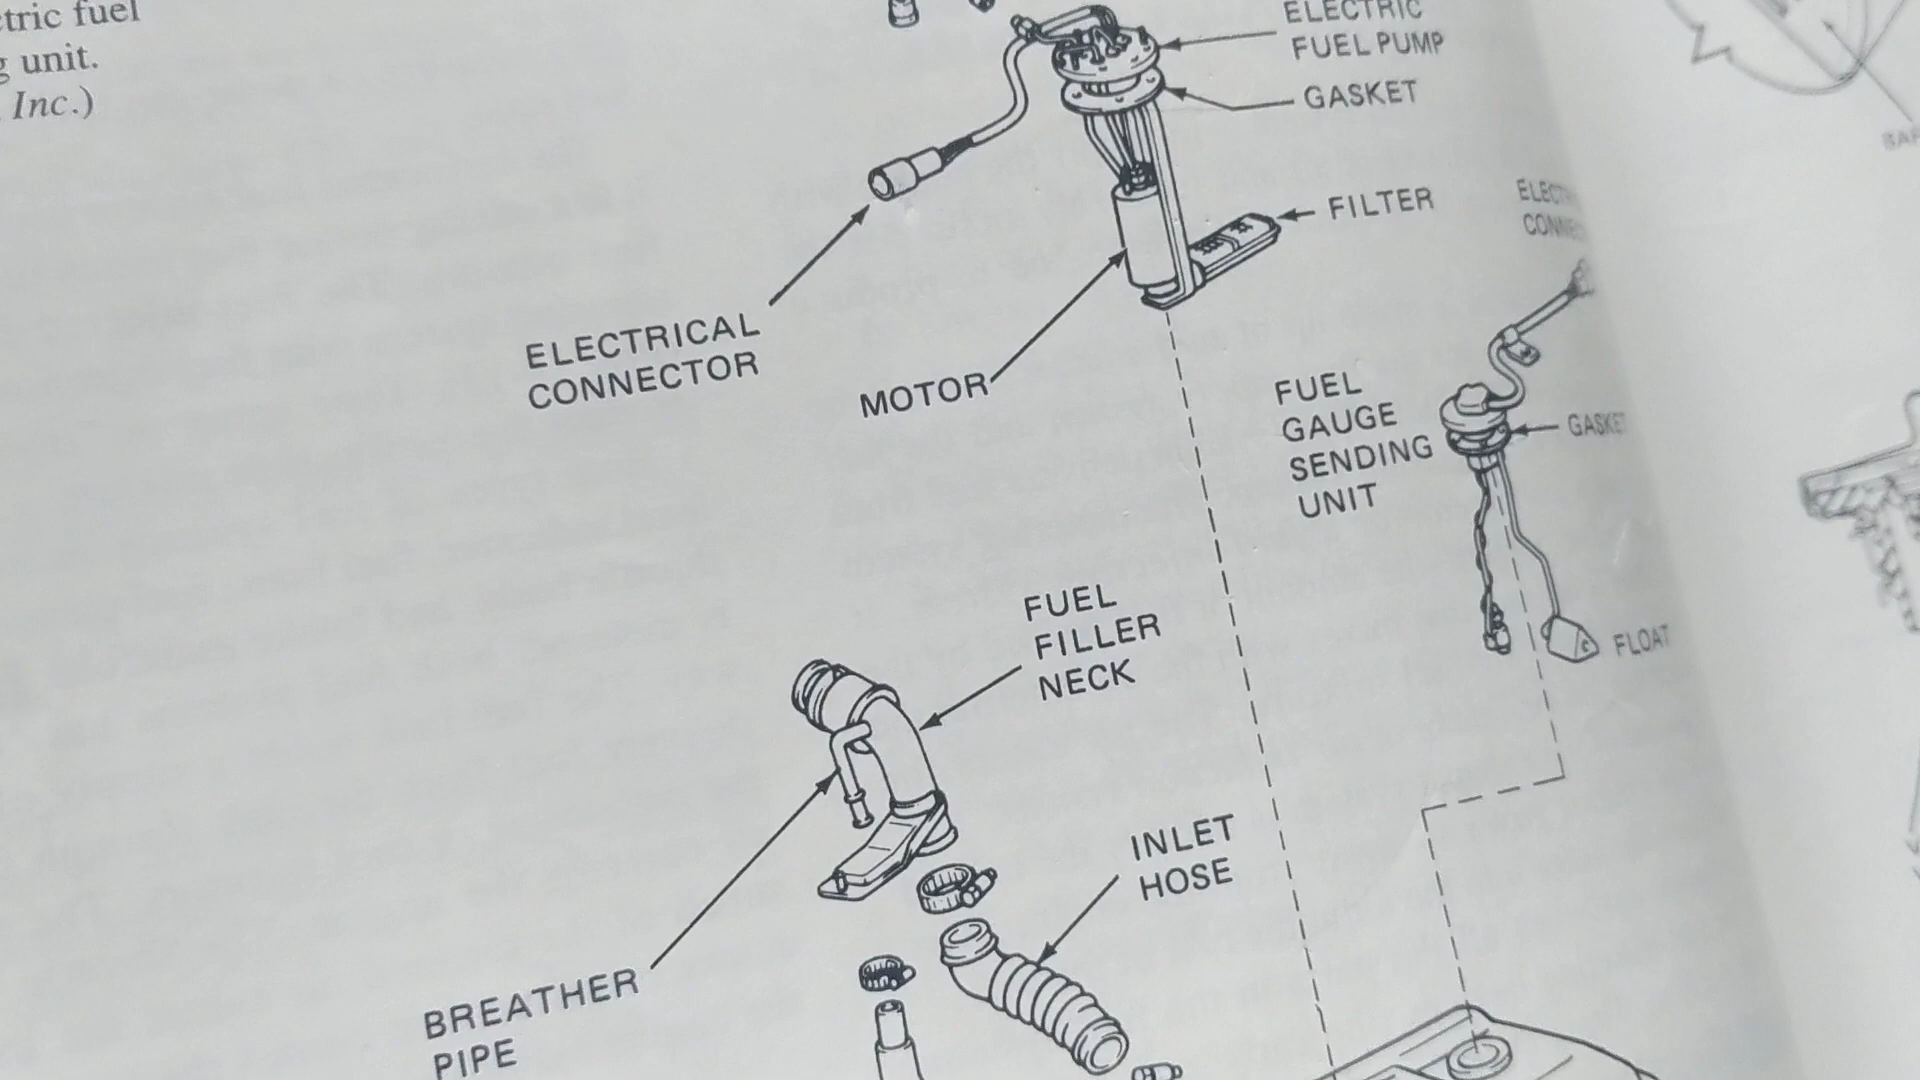 tric fuel
unit.
Inc.)
ELECTRIC
FUEL PUMP
GASKET
FILTER
ELECTRICAL
CONNECTOR
MOTOR
FUEL
GAUGE
SENDING
UNIT
GASKET
FLOAT
FUEL
FILLER
NECK
INLET
HOSE
BREATHER
PIPE